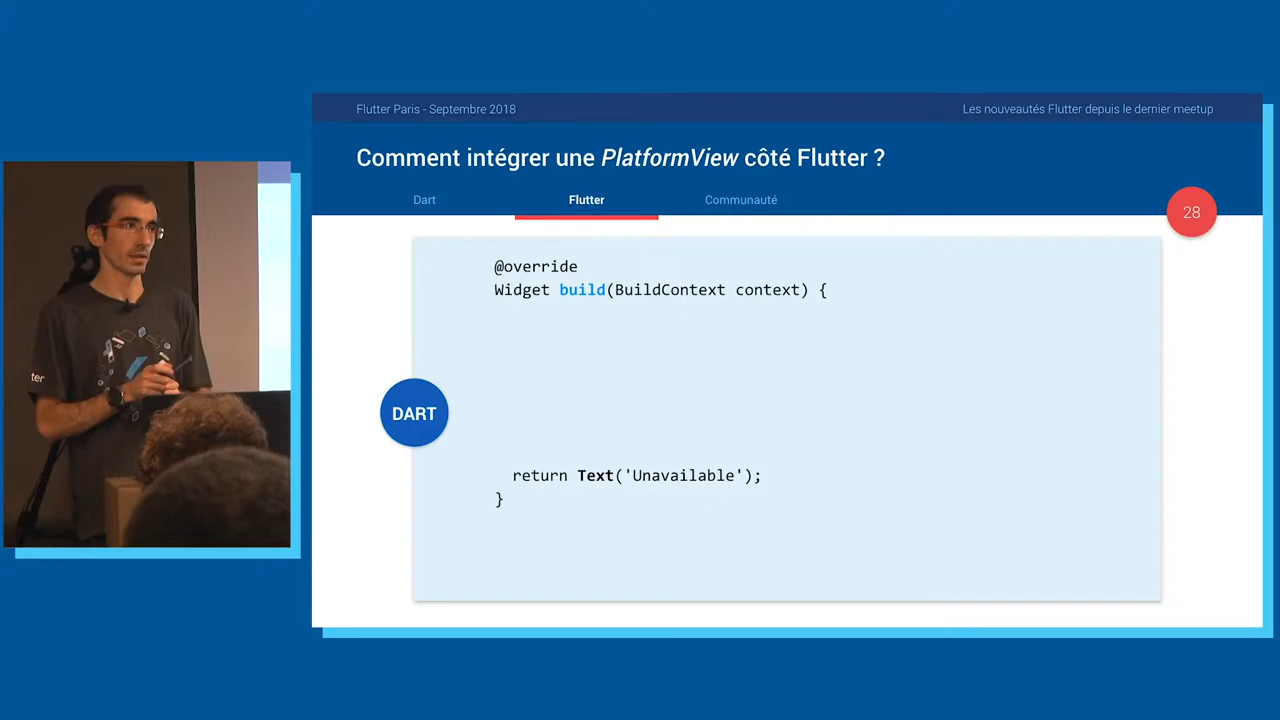 Flutter Paris - Septembre 2018
Les nouveautés Flutter depuis le dernier meetup
Comment intégrer une PlatformView côté Flutter ?
Dart
Flutter
Communauté
28
@override
Widget build(BuildContext context) {
DART
return Text('Unavailable');
}
ter